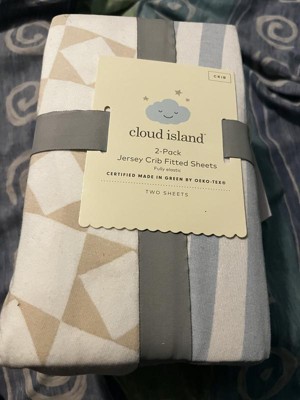 CRIB
cloud island™
2-Pack
Jersey Crib Fitted Sheets
Fully elastic
CERTIFIED MADE IN GREEN BY OEKO-TEX®
TWO SHEETS